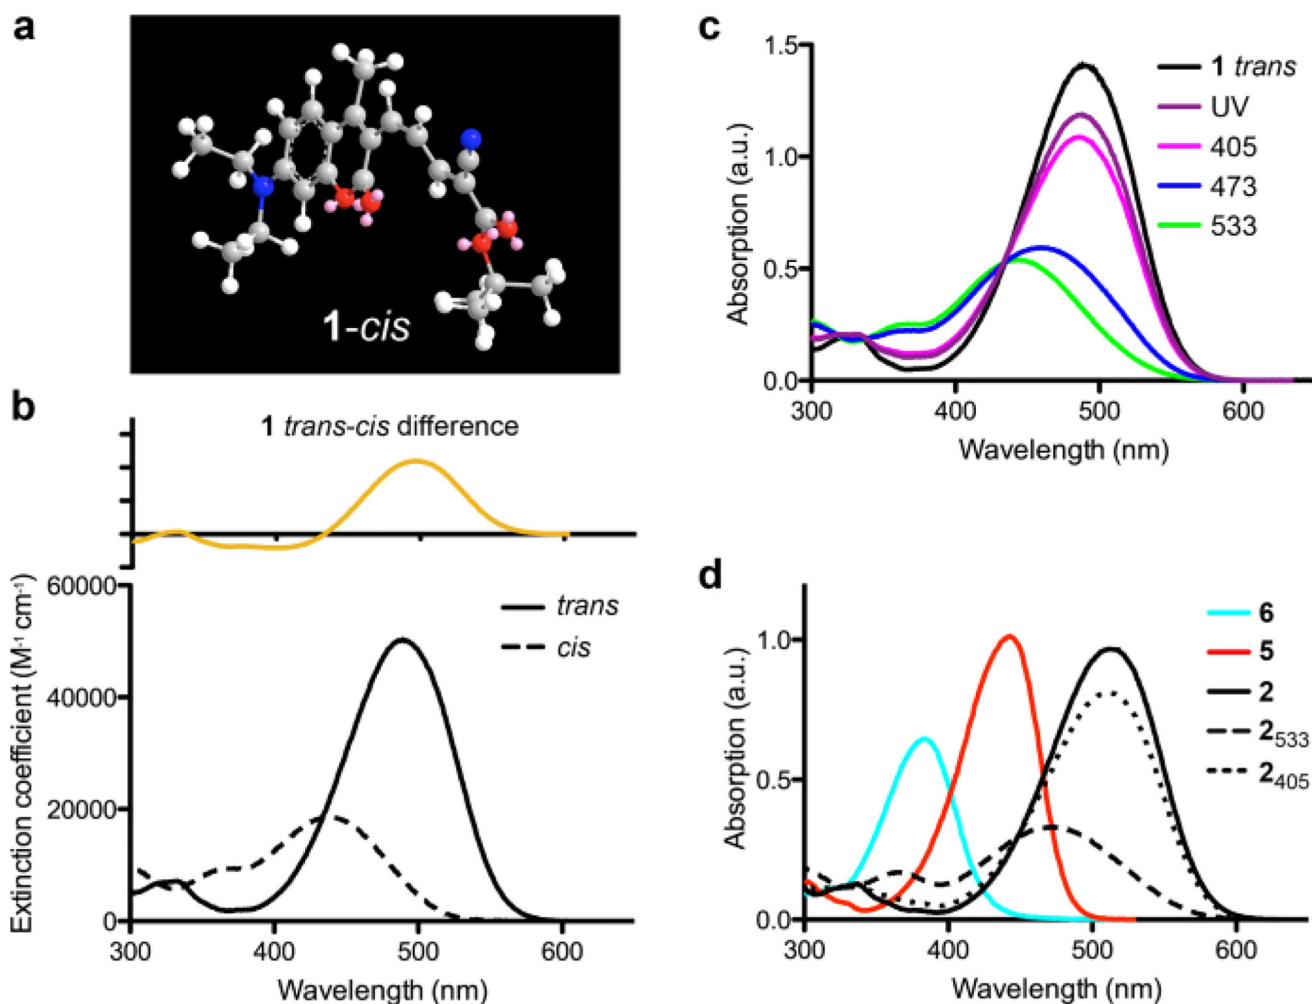 a
1-cis
b
1 trans-cis difference
Extinction coefficient (M-1 cm-1)
60000
40000
20000
0
trans
cis
300
400
500
600
Wavelength (nm)
c
Absorption (a.u.)
1.5
1.0
0.5
0.0
1 trans
UV
405
473
533
300
400
500
600
Wavelength (nm)
d
Absorption (a.u.)
1.0
0.5
0.0
6
5
2
2533
2405
300
400
500
600
Wavelength (nm)